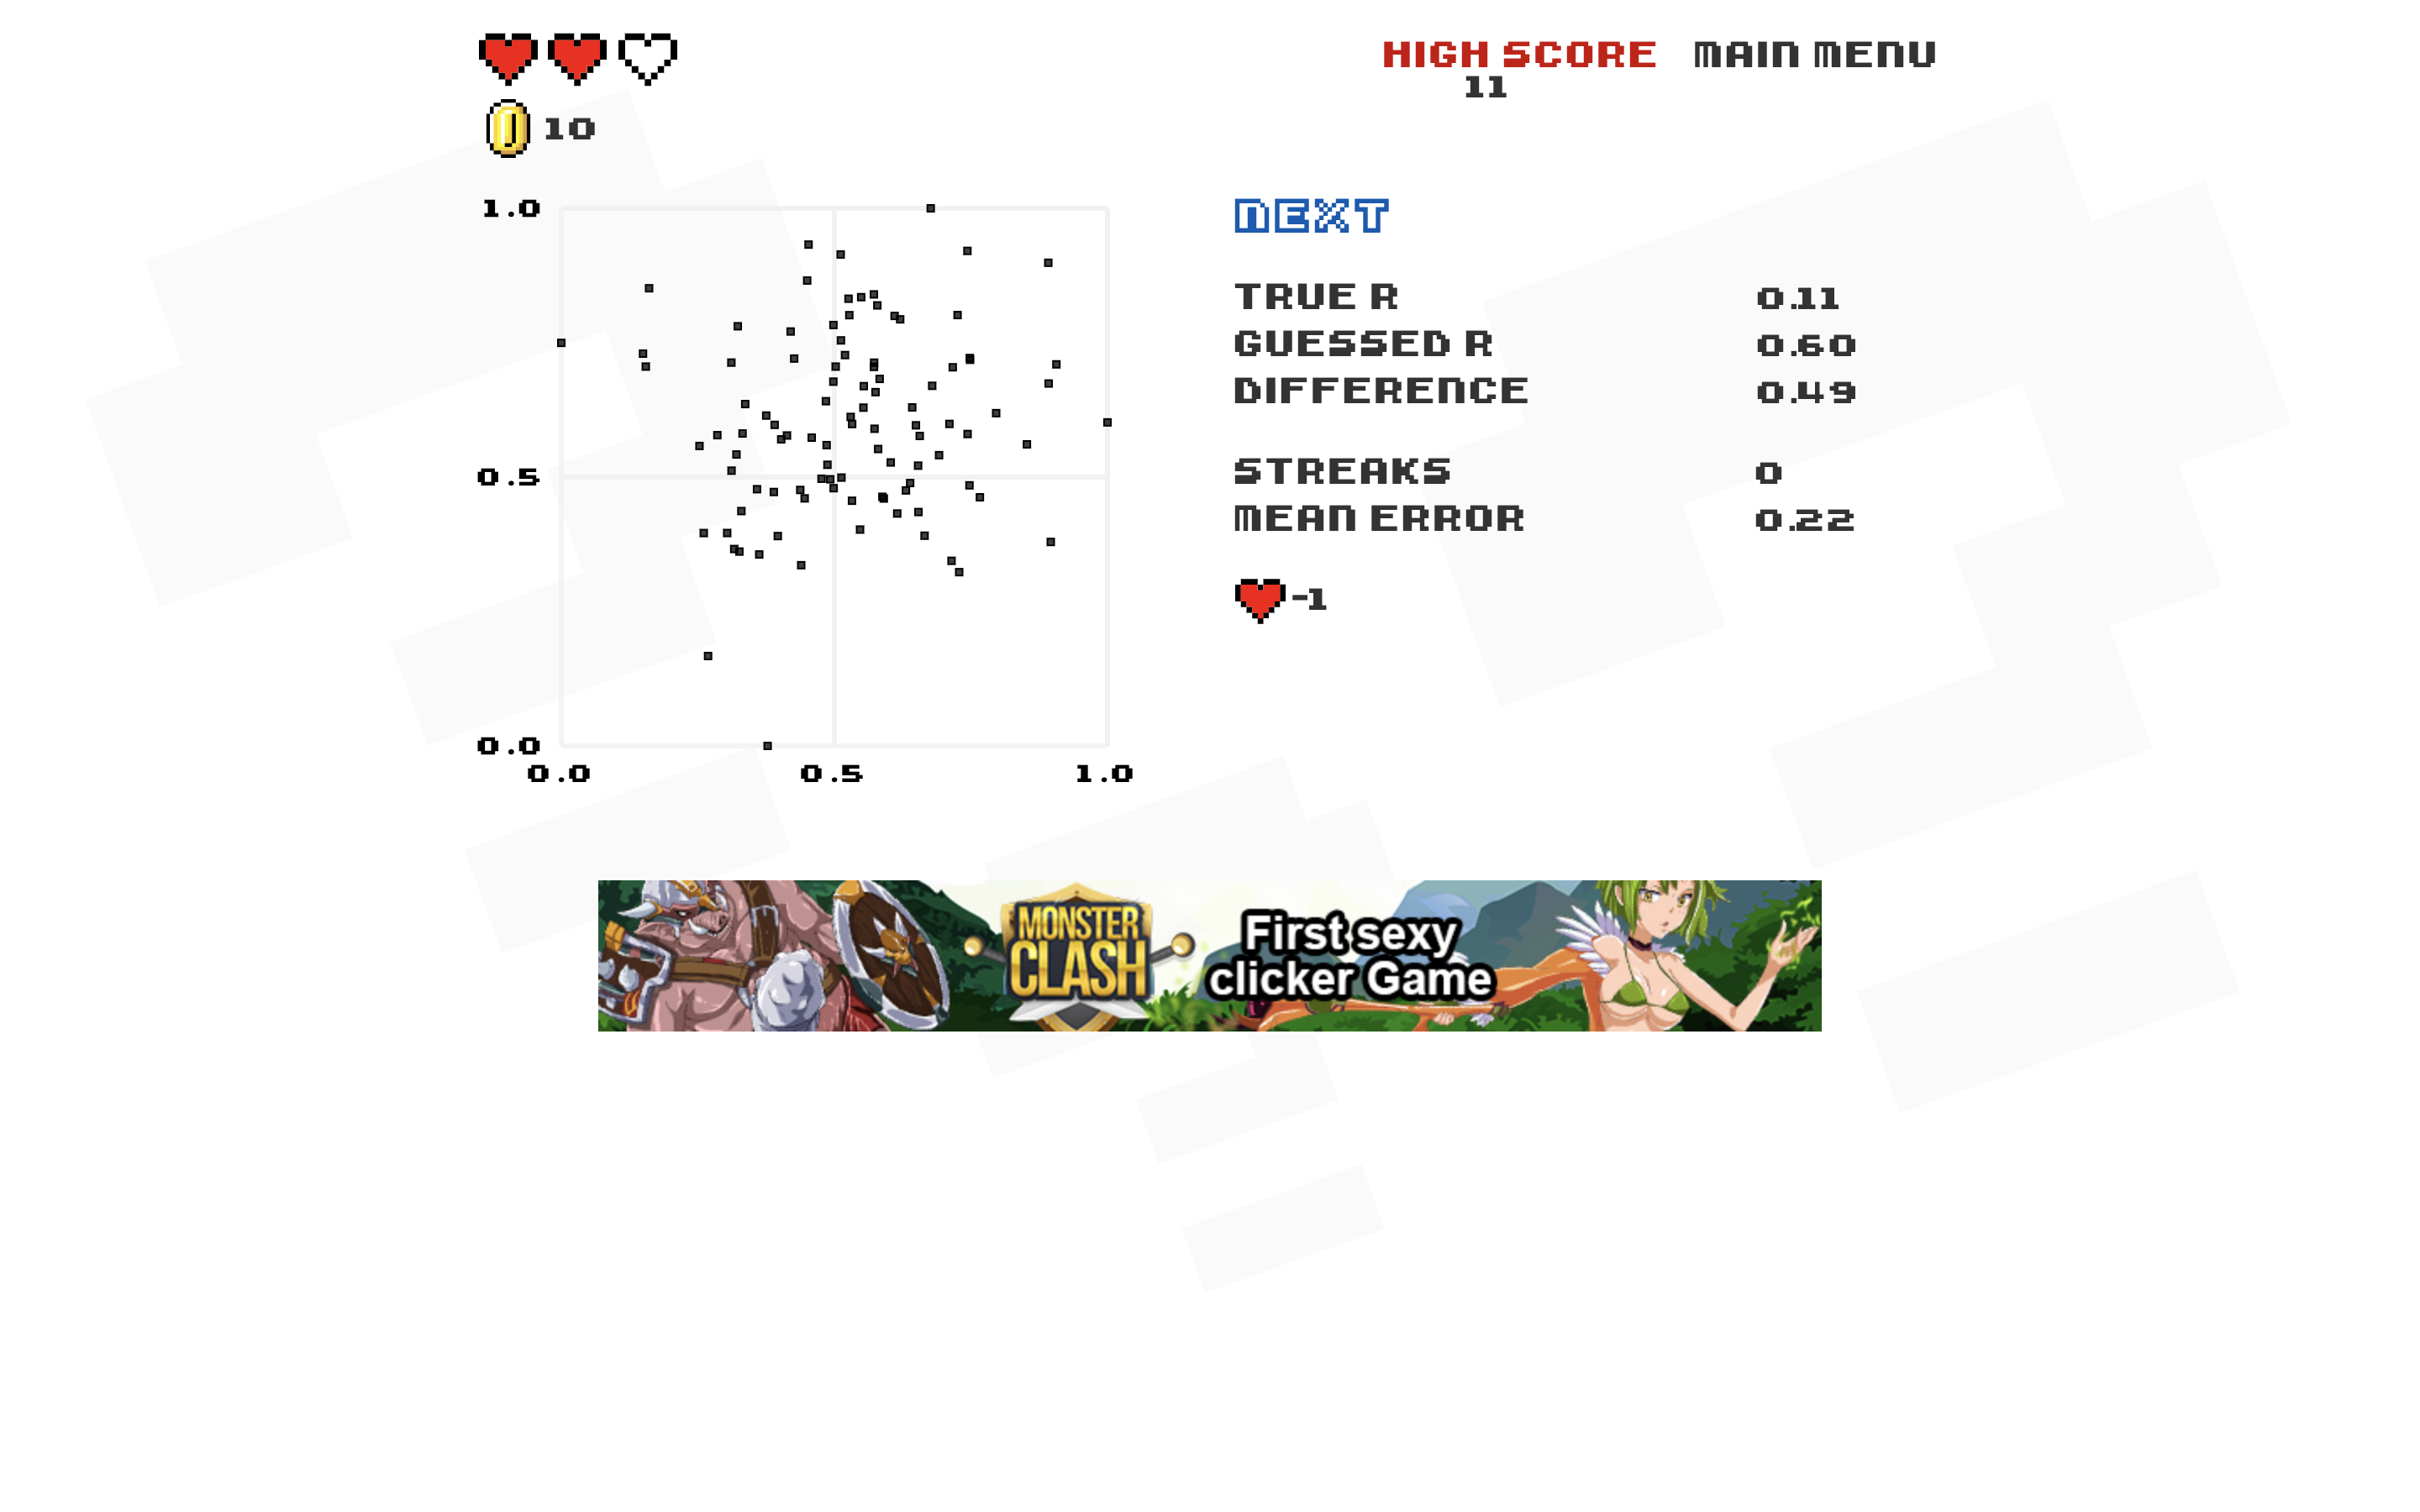 HIGH SCORE MAIN MENU
11
10
1.0
0.5
0.0
0.0 0.5 1.0
NEXT
TRUE R 0.11
GUESSED R 0.60
DIFFERENCE 0.49
STREAKS 0
MEAN ERROR 0.22
-1
MONSTER
CLASH
First sexy
clicker Game